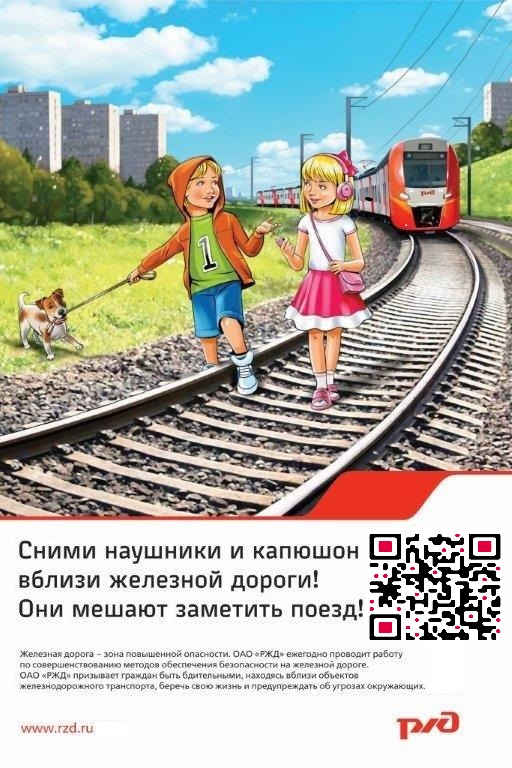 РЖД
1
Сними наушники и капюшон
вблизи железной дороги!
Они мешают заметить поезд!
Железная дорога – зона повышенной опасности. ОАО «РЖД» ежегодно проводит работу
по совершенствованию методов обеспечения безопасности на железной дороге.
ОАО «РЖД» призывает граждан быть бдительными, находясь вблизи объектов
железнодорожного транспорта, беречь свою жизнь и предупреждать об угрозах окружающих.
www.rzd.ru
РЖД